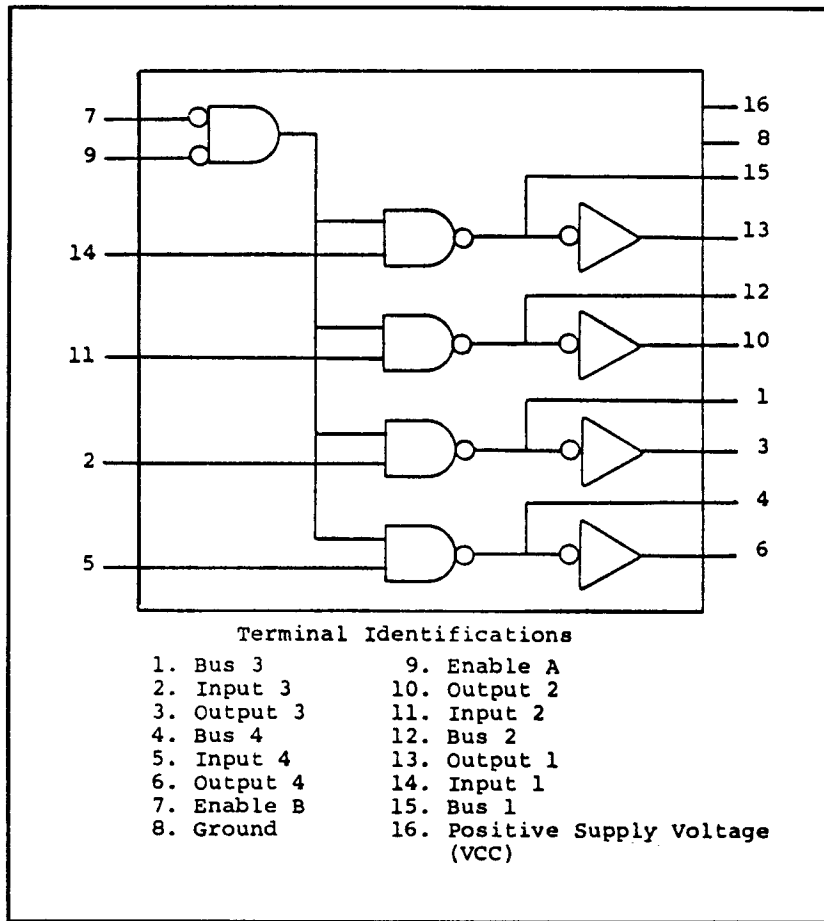 7
16
8
9
15
13
14
12
11
10
1
2
3
4
5
6
Terminal Identifications
1. Bus 3
2. Input 3
3. Output 3
4. Bus 4
5. Input 4
6. Output 4
7. Enable B
8. Ground
9. Enable A
10. Output 2
11. Input 2
12. Bus 2
13. Output 1
14. Input 1
15. Bus 1
16. Positive Supply Voltage
(VCC)